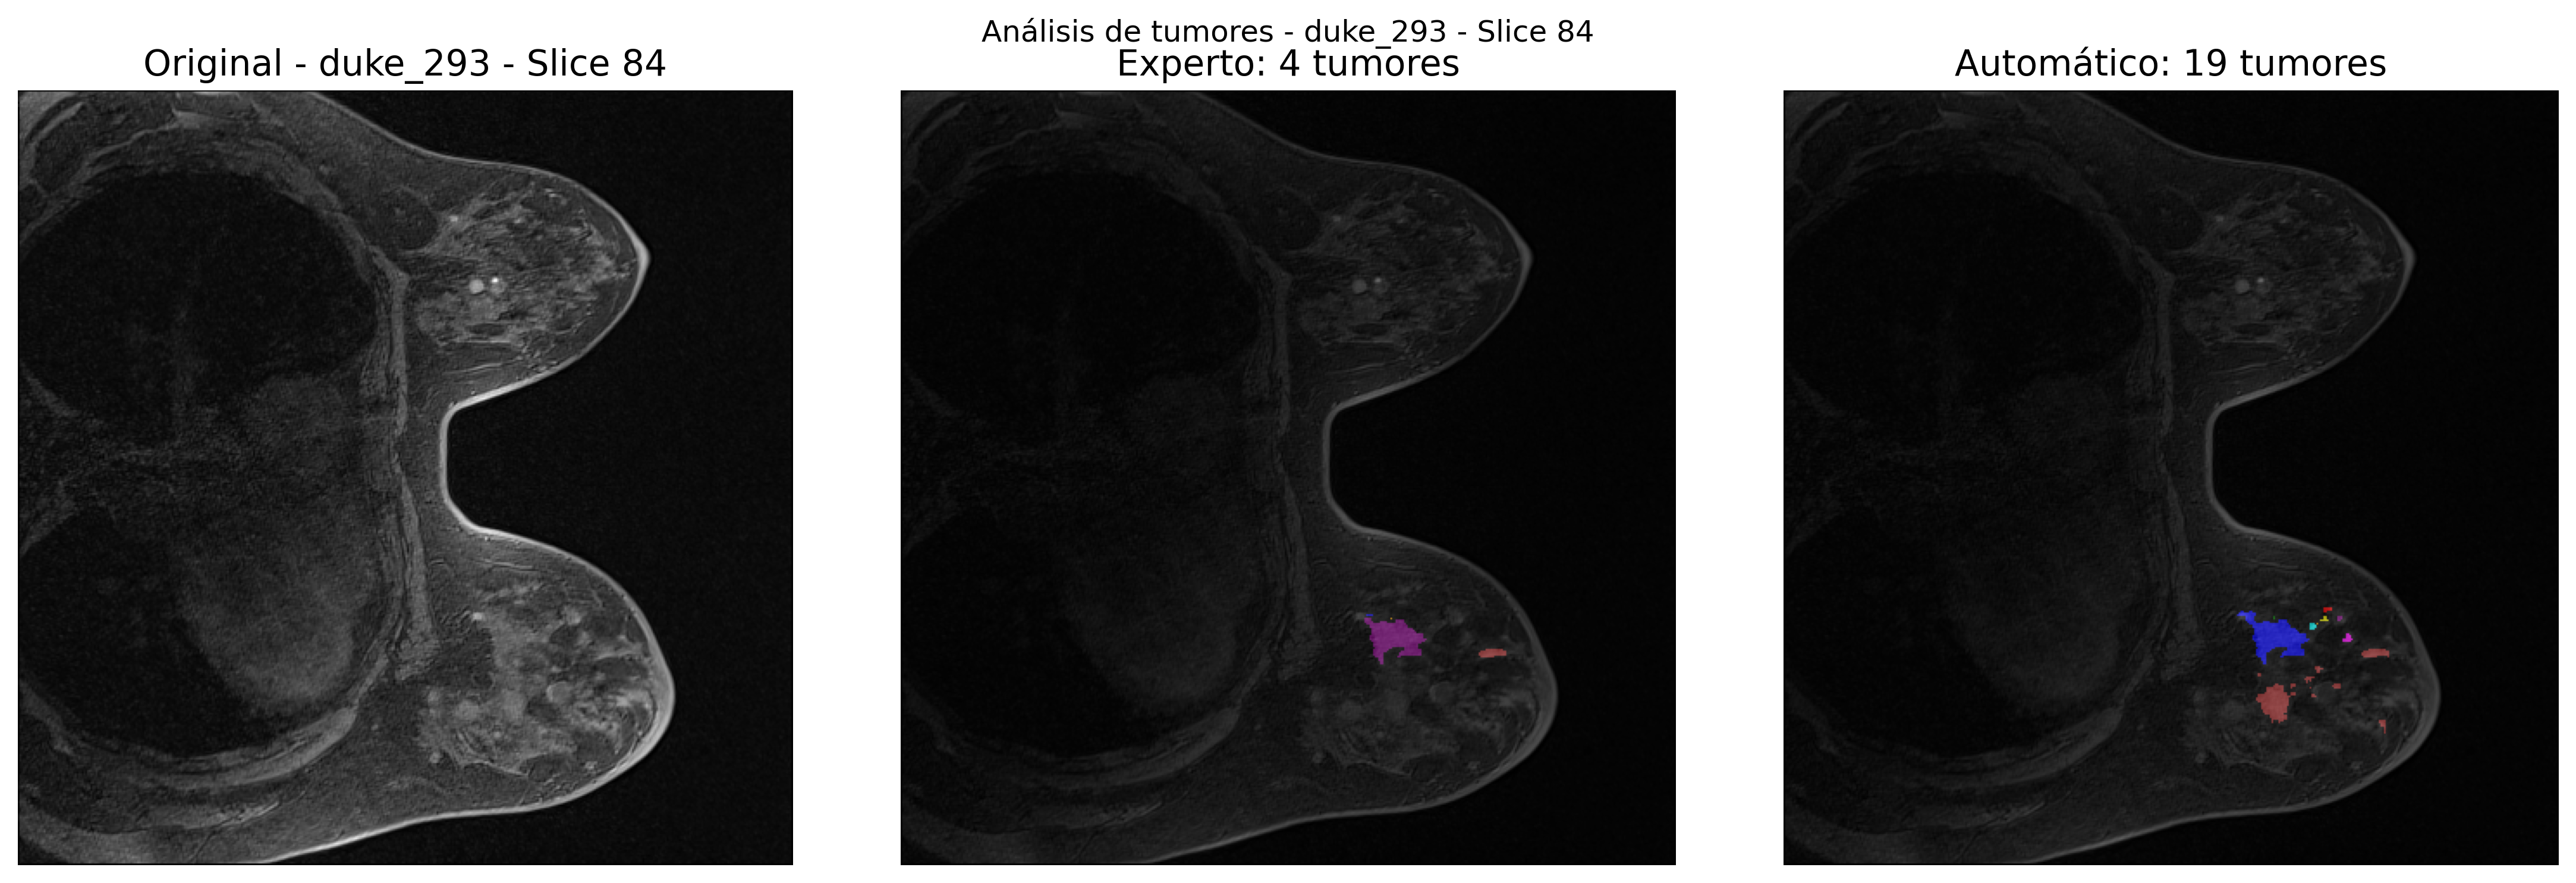 Análisis de tumores - duke_293 - Slice 84
Original - duke_293 - Slice 84
Experto: 4 tumores
Automático: 19 tumores